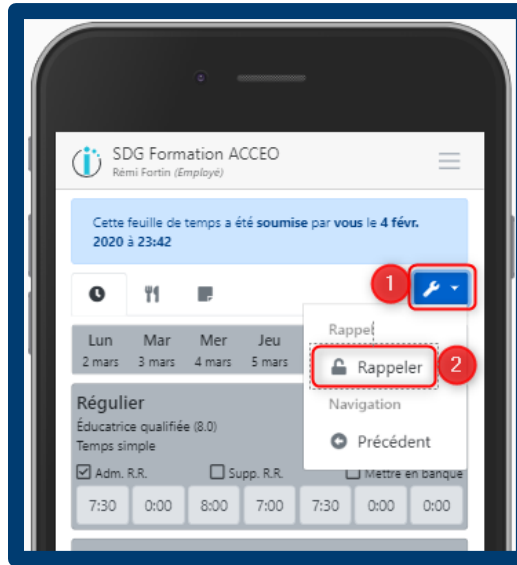 SDG Formation ACCEO
Rémi Fortin (Employé)
Cette feuille de temps a été soumise par vous le 4 févr.
2020 à 23:42
1
Rappel
Rappeler
2
Navigation
Précédent
Lun Mar Mer Jeu
2 mars 3 mars 4 mars 5 mars
Régulier
Éducatrice qualifiée (8.0)
Temps simple
Adm. R.R. Supp. R.R. Mettre en banque
7:30 0:00 8:00 7:00 7:30 0:00 0:00